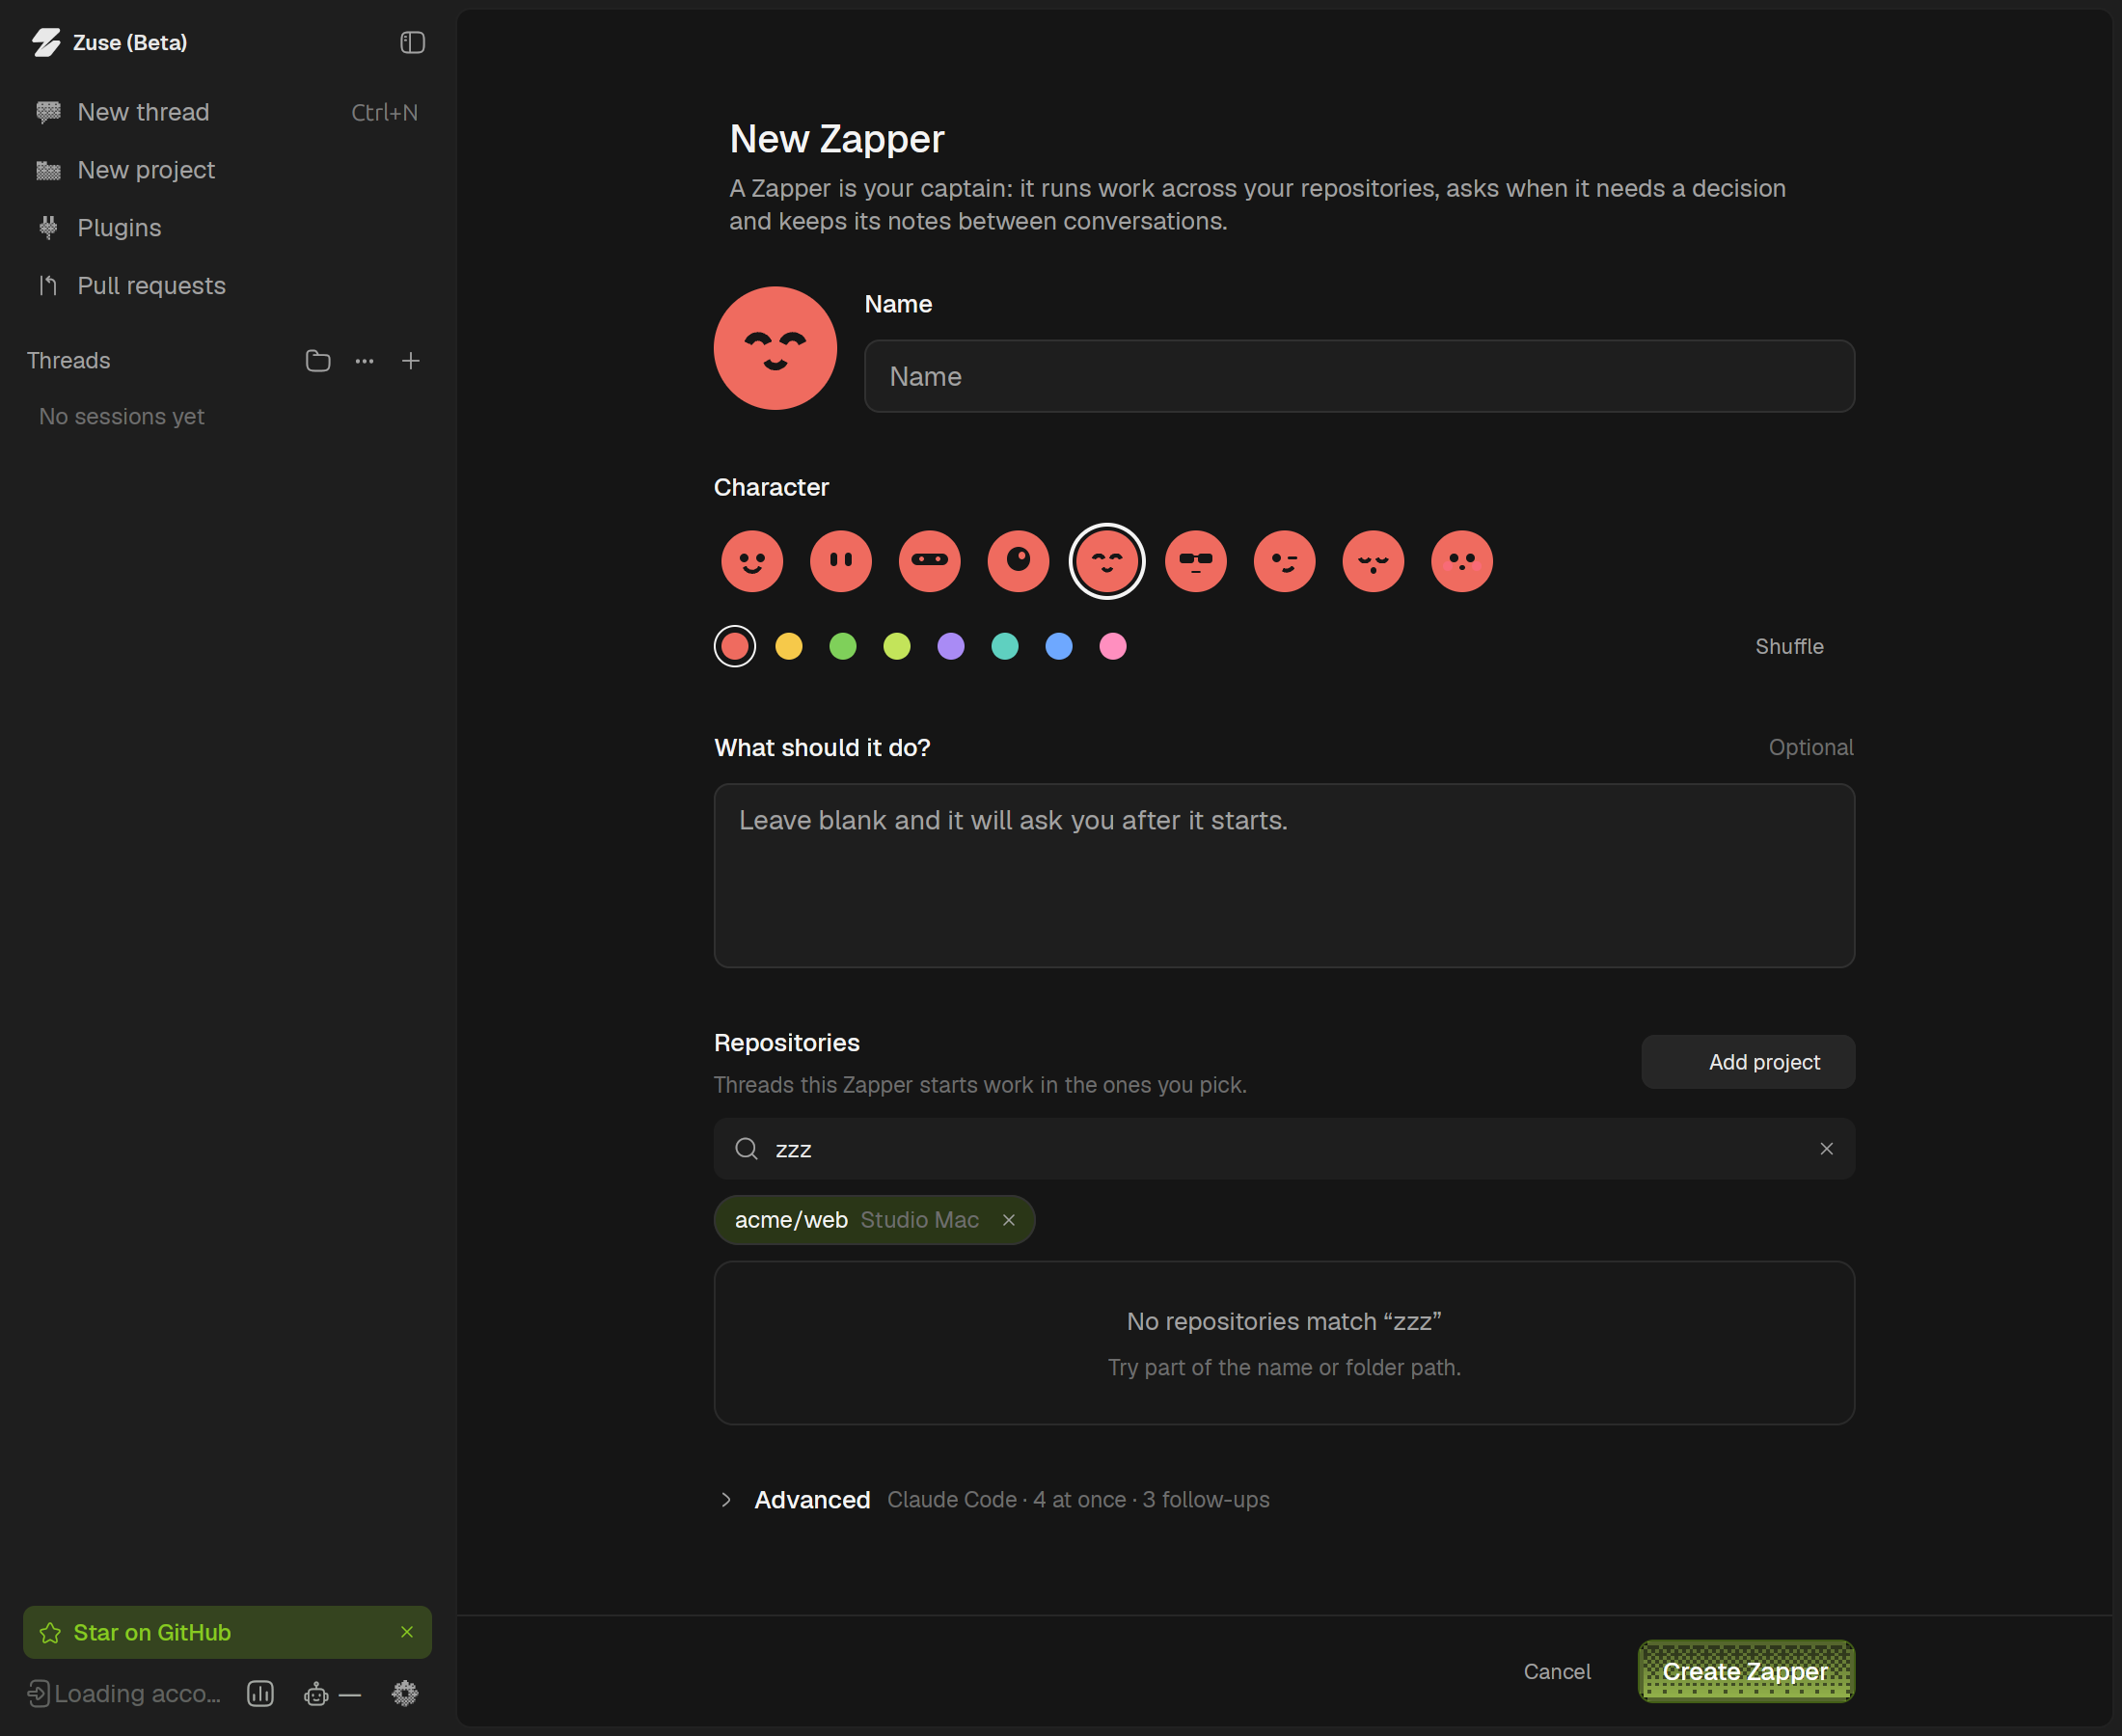 Zuse (Beta)
New thread Ctrl+N
New project
Plugins
Pull requests
Threads
No sessions yet
Star on GitHub
Loading acco...
New Zapper
A Zapper is your captain: it runs work across your repositories, asks when it needs a decision
and keeps its notes between conversations.
Name
Name
Character
Shuffle
What should it do? Optional
Leave blank and it will ask you after it starts.
Repositories
Add project
Threads this Zapper starts work in the ones you pick.
zzz
acme/web Studio Mac
No repositories match “zzz”
Try part of the name or folder path.
Advanced Claude Code · 4 at once · 3 follow-ups
Cancel Create Zapper